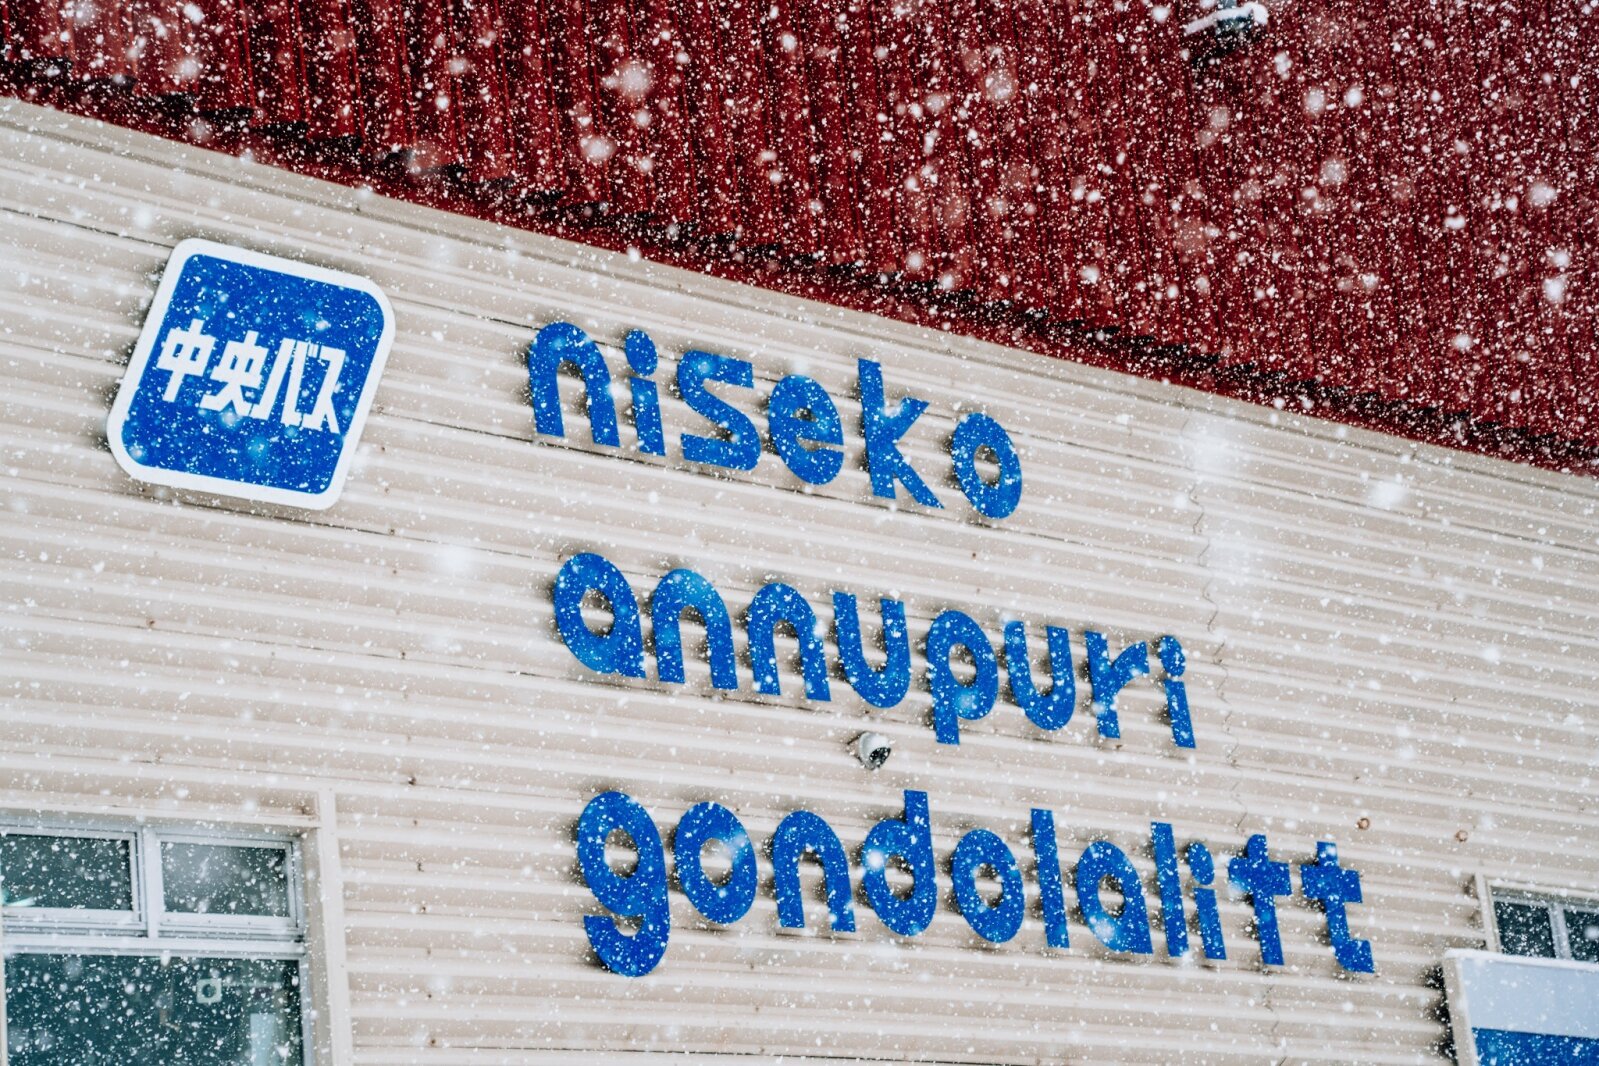 中央バス
niseko
annupuri
gondolalift